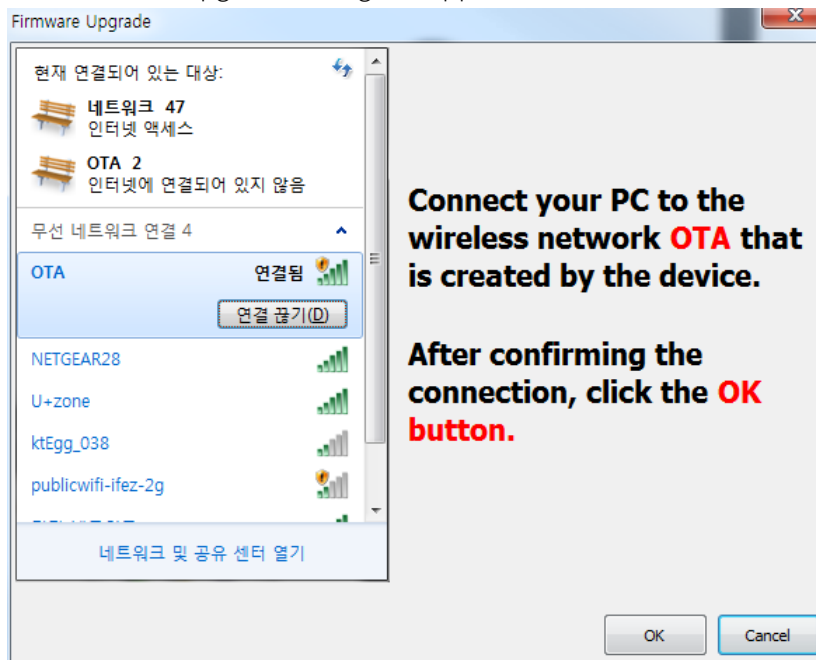 Firmware Upgrade
현재 연결되어 있는 대상:
네트워크 47
인터넷 액세스
OTA 2
인터넷에 연결되어 있지 않음
무선 네트워크 연결 4
OTA 연결됨
연결 끊기(D)
NETGEAR28
U+zone
ktEgg_038
publicwifi-ifez-2g
네트워크 및 공유 센터 열기
Connect your PC to the
wireless network OTA that
is created by the device.
After confirming the
connection, click the OK
button.
OK Cancel